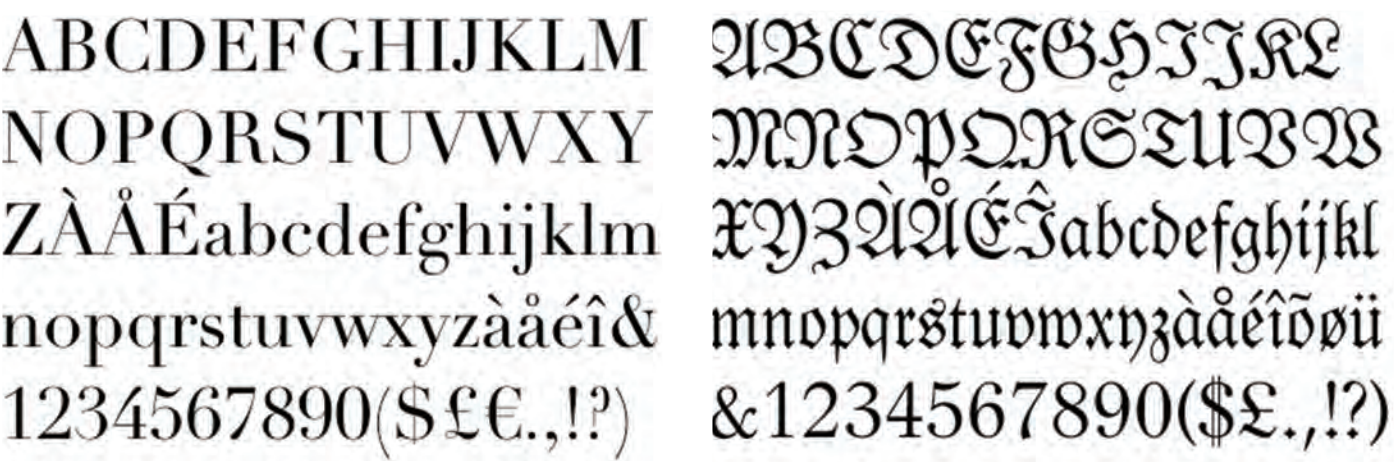 ABCDEFGHIJKLM
NOPQRSTUVWXY
ZÀÅÉabcdefghijklm
nopqrstuvwxyzàåéî&
1234567890($£€.,!?)
ABCDEFGHIJKL
MNOPQRSTUVW
XYZÀÅÉÎabcdefghijkl
mnopqrstuvwxyzàåéîõøü
&1234567890($£.,!?)